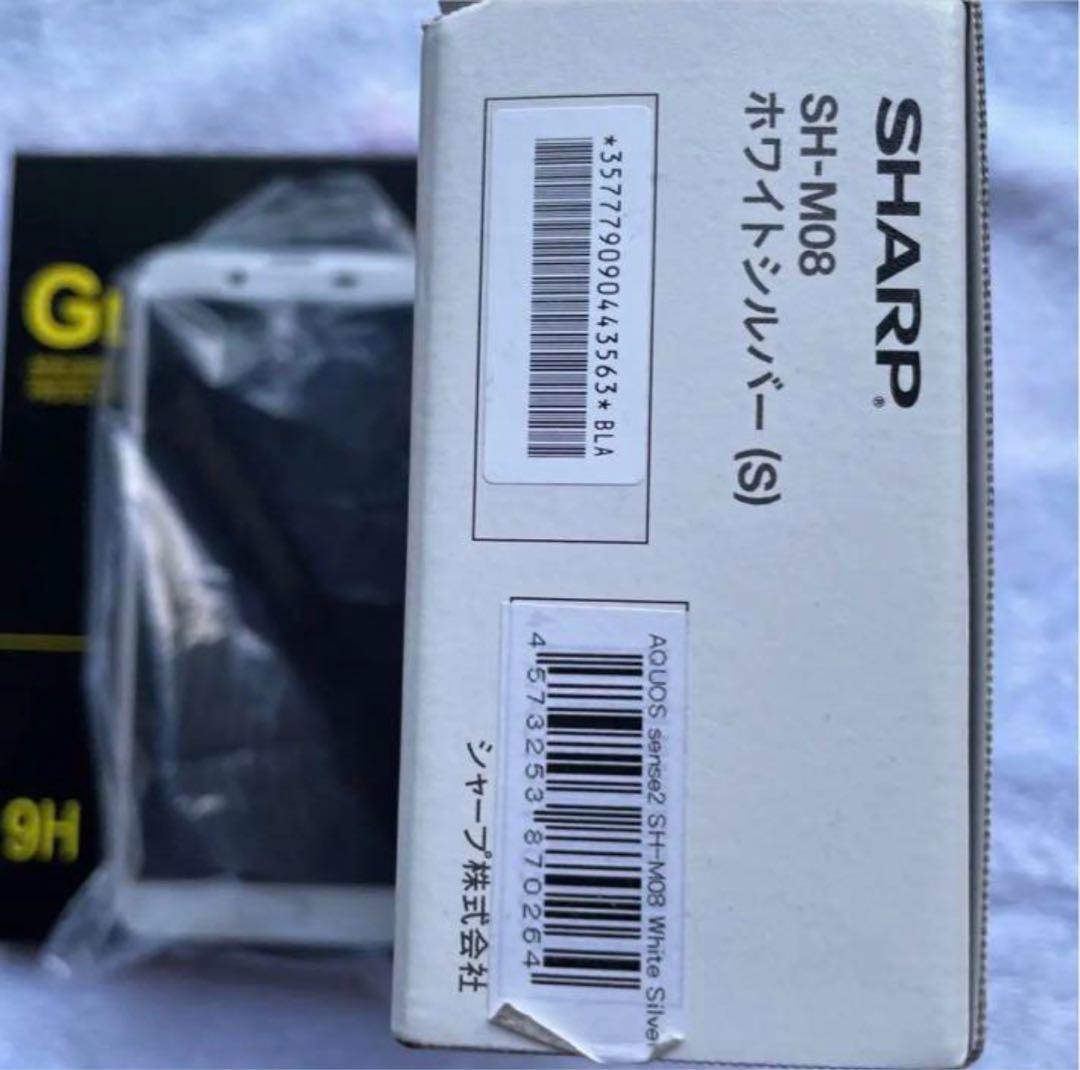 SHARP®
SH-M08
ホワイトシルバー (S)
*357779090443563* BLA
AQUOS sense2 SH-M08 White Silver
4 573253 870264
シャープ株式会社
9H